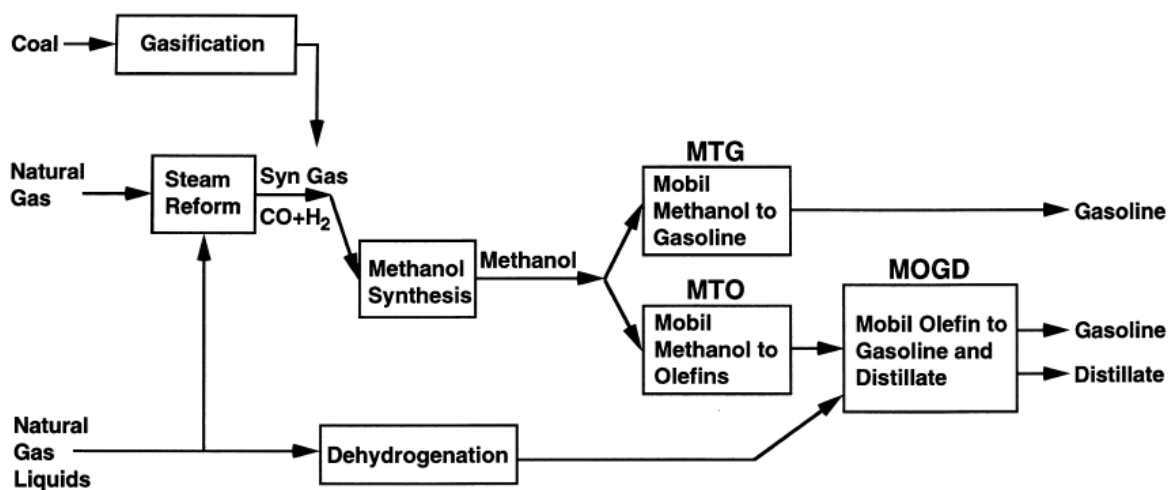 Coal
Gasification
Natural
Gas
Steam
Reform
Syn Gas
CO+H2
Methanol
Synthesis
Methanol
MTG
Mobil
Methanol to
Gasoline
Gasoline
MTO
Mobil
Methanol to
Olefins
MOGD
Mobil Olefin to
Gasoline and
Distillate
Gasoline
Distillate
Natural
Gas
Liquids
Dehydrogenation